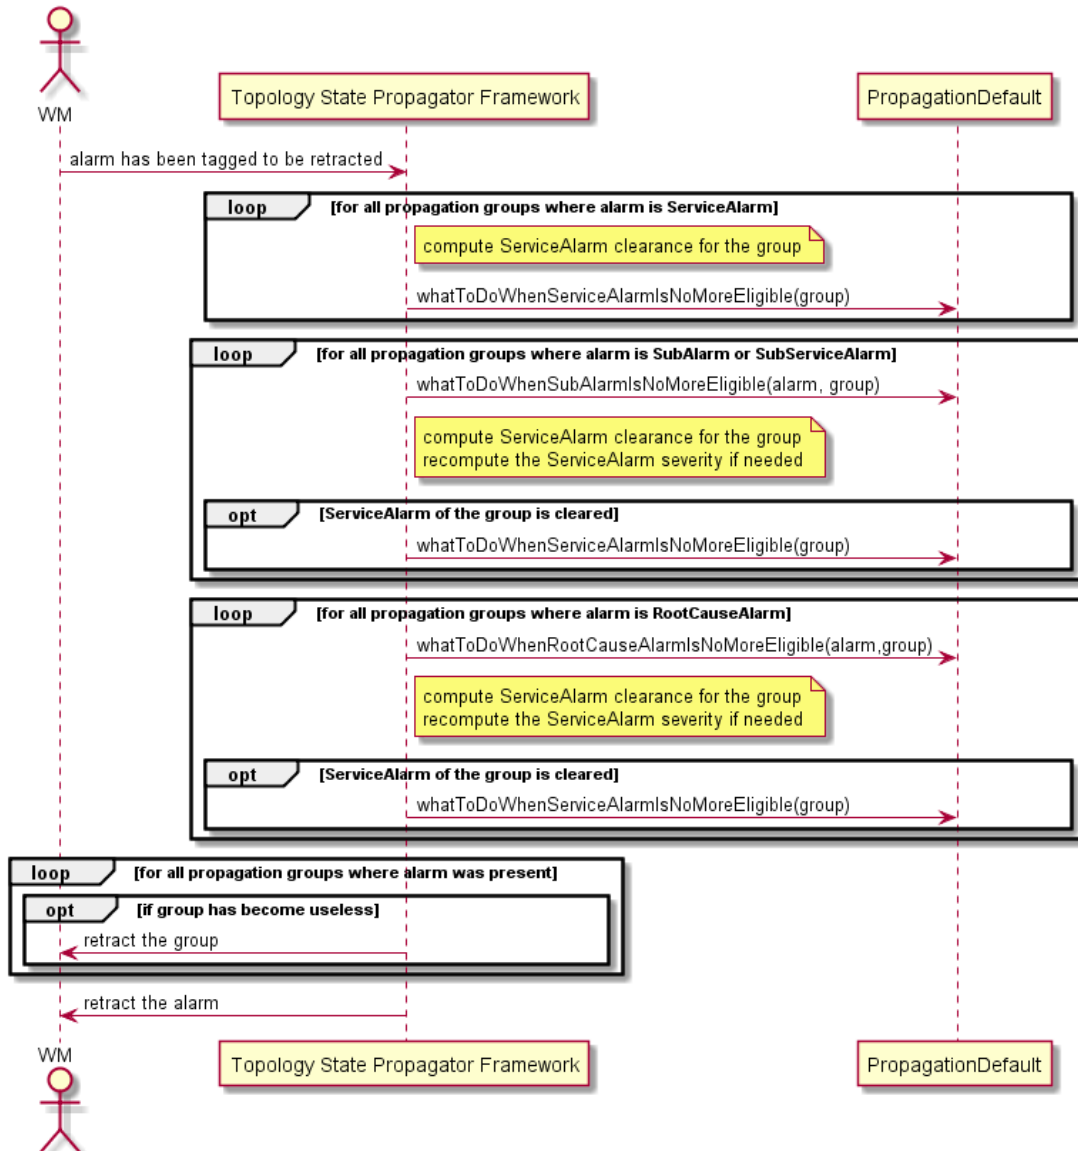 WM
Topology State Propagator Framework
PropagationDefault
alarm has been tagged to be retracted
loop
[for all propagation groups where alarm is ServiceAlarm]
compute ServiceAlarm clearance for the group
whatToDoWhenServiceAlarmIsNoMoreEligible(group)
loop
[for all propagation groups where alarm is SubAlarm or SubServiceAlarm]
whatToDoWhenSubAlarmIsNoMoreEligible(alarm, group)
compute ServiceAlarm clearance for the group
recompute the ServiceAlarm severity if needed
opt
[ServiceAlarm of the group is cleared]
whatToDoWhenServiceAlarmIsNoMoreEligible(group)
loop
[for all propagation groups where alarm is RootCauseAlarm]
whatToDoWhenRootCauseAlarmIsNoMoreEligible(alarm,group)
compute ServiceAlarm clearance for the group
recompute the ServiceAlarm severity if needed
opt
[ServiceAlarm of the group is cleared]
whatToDoWhenServiceAlarmIsNoMoreEligible(group)
loop
[for all propagation groups where alarm was present]
opt
[if group has become useless]
retract the group
retract the alarm
WM
Topology State Propagator Framework
PropagationDefault